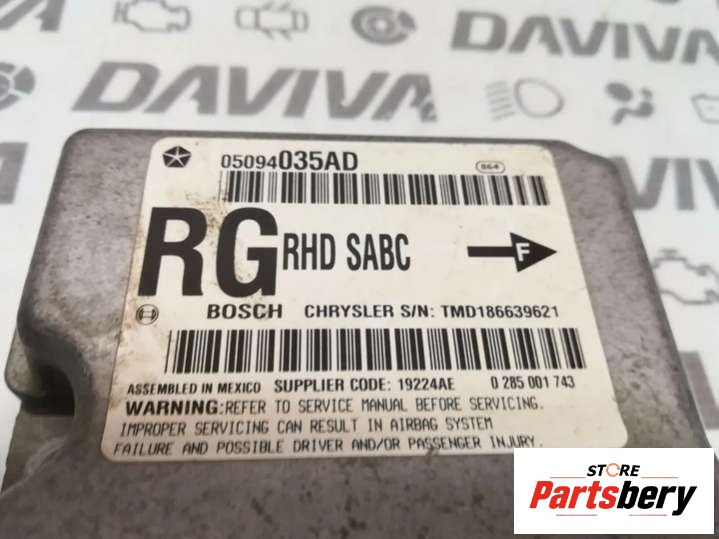 DAVIVA
DAVIVA
05094035AD
864
RG RHD SABC
F
BOSCH CHRYSLER S/N: TMD186639621
ASSEMBLED IN MEXICO SUPPLIER CODE: 19224AE 0 285 001 743
WARNING:REFER TO SERVICE MANUAL BEFORE SERVICING.
IMPROPER SERVICING CAN RESULT IN AIRBAG SYSTEM
FAILURE AND POSSIBLE DRIVER AND/OR PASSENGER INJURY.
STORE
Partsbery